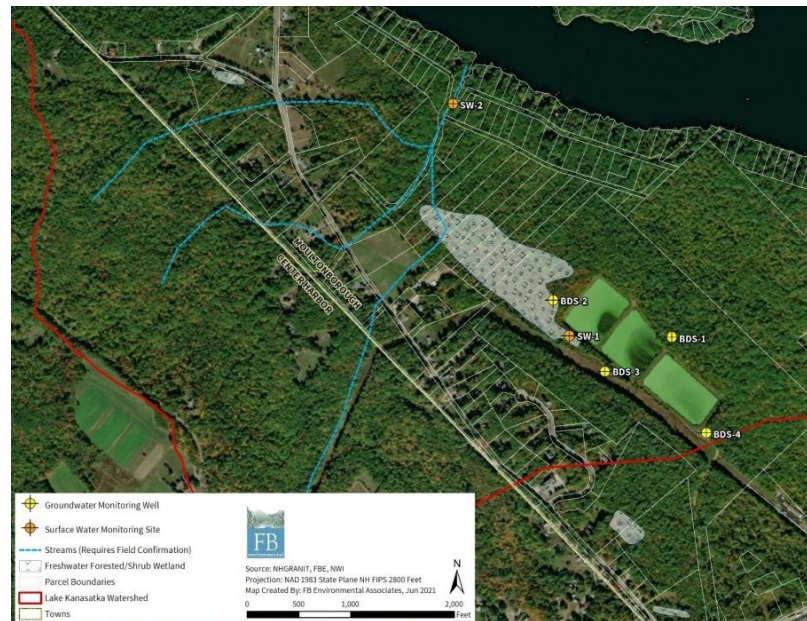 SW-2
MOULTONBOROUGH
CENTER HARBOR
BDS-2
SW-1
BDS-1
BDS-3
BDS-4
Groundwater Monitoring Well
Surface Water Monitoring Site
Streams (Requires Field Confirmation)
Freshwater Forested/Shrub Wetland
Parcel Boundaries
Lake Kanasatka Watershed
Towns
FB
Source: NHGRANIT, FBE, NWI
Projection: NAD 1983 State Plane NH FIPS 2800 Feet
Map Created By: FB Environmental Associates, Jun 2021
N
0 500 1,000 2,000
Feet